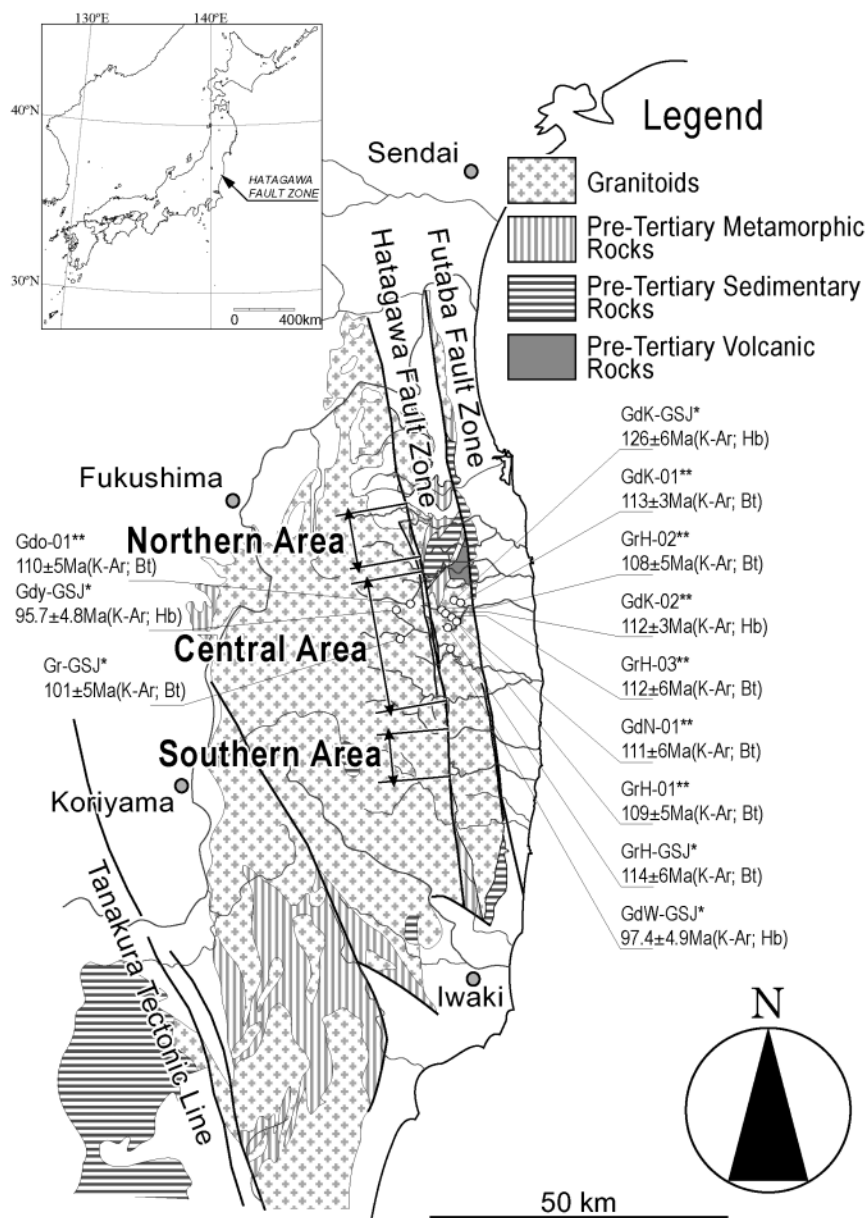 130°E
140°E
40°N
30°N
HATAGAWA
FAULT ZONE
0
400km
Legend
Granitoids
Pre-Tertiary Metamorphic
Rocks
Pre-Tertiary Sedimentary
Rocks
Pre-Tertiary Volcanic
Rocks
Sendai
Hatagawa Fault Zone
Futaba Fault Zone
Fukushima
Northern Area
Central Area
Southern Area
Koriyama
Iwaki
Tanakura Tectonic Line
Gdo-01**
110±5Ma(K-Ar; Bt)
Gdy-GSJ*
95.7±4.8Ma(K-Ar; Hb)
Gr-GSJ*
101±5Ma(K-Ar; Bt)
GdK-GSJ*
126±6Ma(K-Ar; Hb)
GdK-01**
113±3Ma(K-Ar; Bt)
GrH-02**
108±5Ma(K-Ar; Bt)
GdK-02**
112±3Ma(K-Ar; Hb)
GrH-03**
112±6Ma(K-Ar; Bt)
GdN-01**
111±6Ma(K-Ar; Bt)
GrH-01**
109±5Ma(K-Ar; Bt)
GrH-GSJ*
114±6Ma(K-Ar; Bt)
GdW-GSJ*
97.4±4.9Ma(K-Ar; Hb)
N
50 km